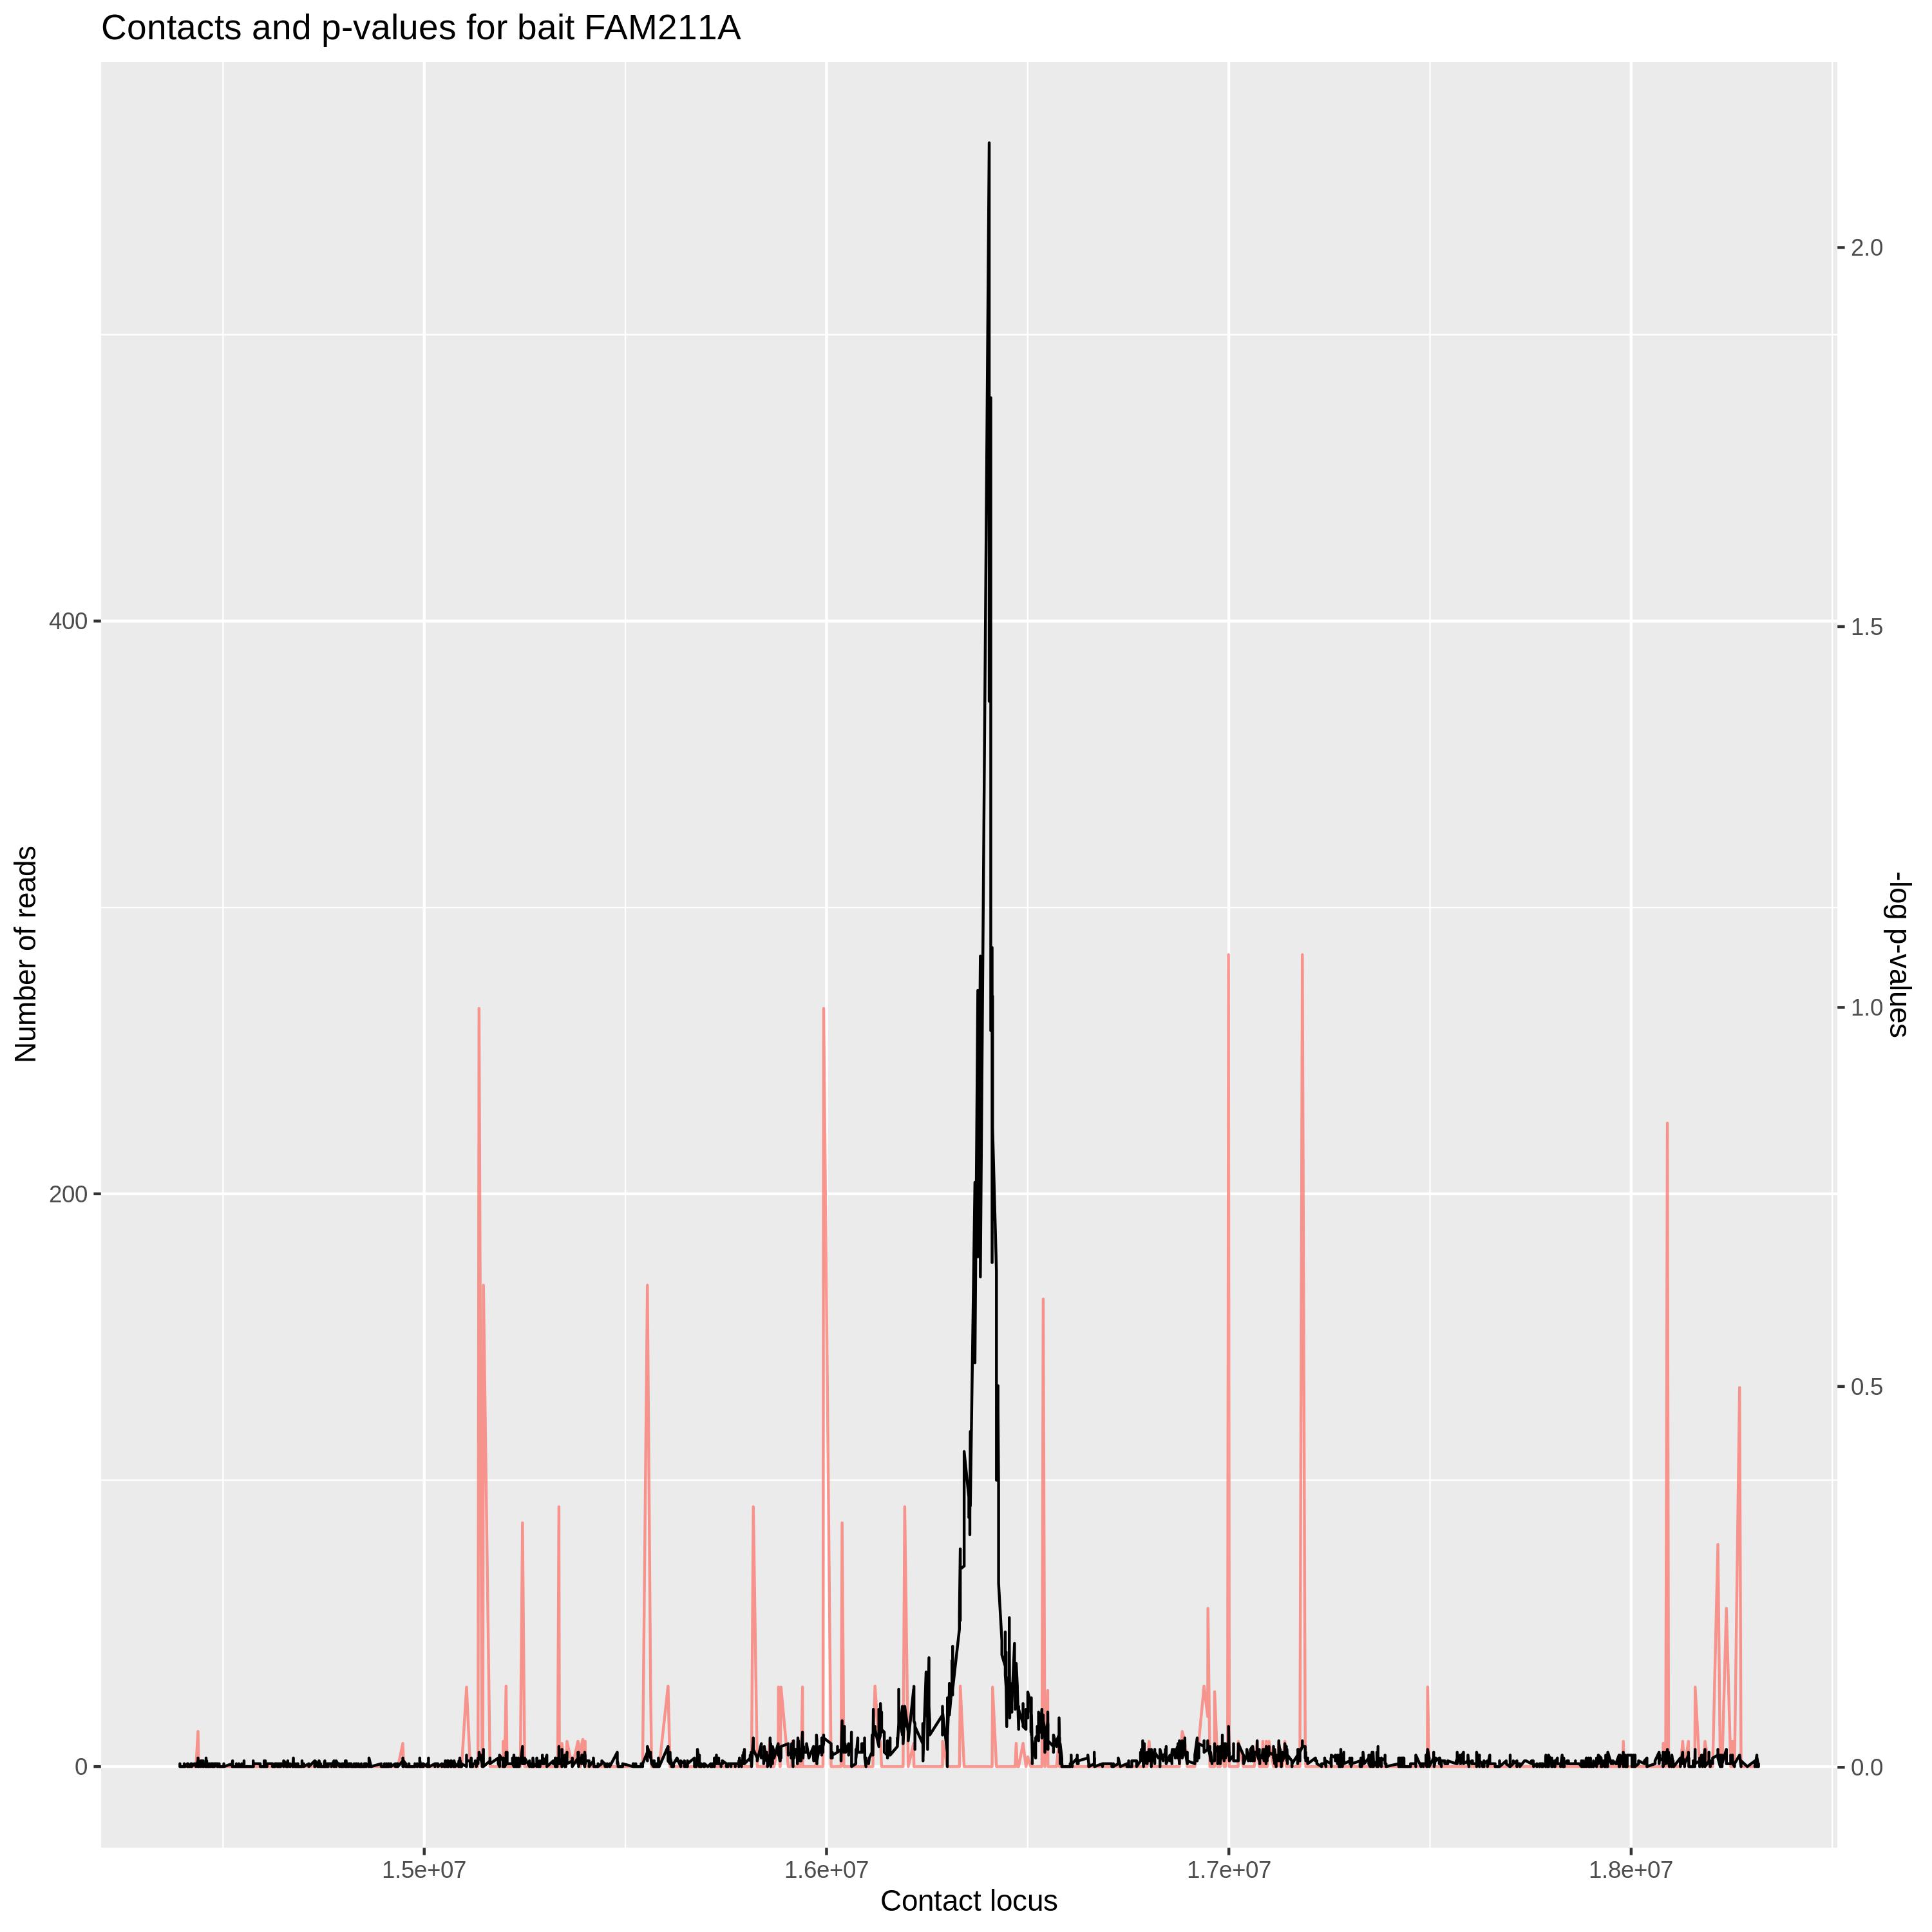 Contacts and p-values for bait FAM211A
Number of reads
400
200
0
2.0
1.5
1.0
0.5
0.0
-log p-values
1.5e+07
1.6e+07
1.7e+07
1.8e+07
Contact locus